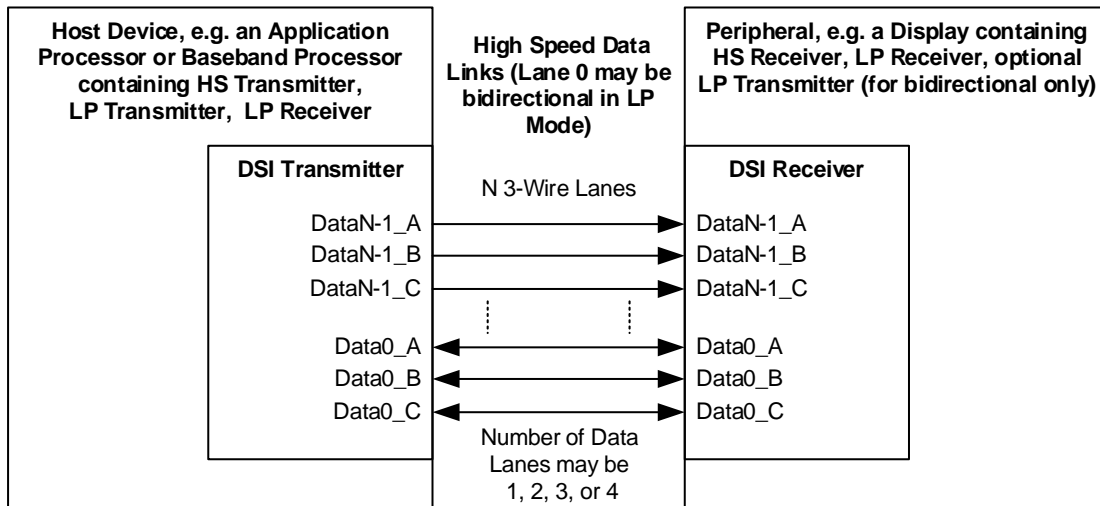 Host Device, e.g. an Application
Processor or Baseband Processor
containing HS Transmitter,
LP Transmitter, LP Receiver
High Speed Data
Links (Lane 0 may be
bidirectional in LP
Mode)
Peripheral, e.g. a Display containing
HS Receiver, LP Receiver, optional
LP Transmitter (for bidirectional only)
DSI Transmitter
N 3-Wire Lanes
DSI Receiver
DataN-1_A
DataN-1_A
DataN-1_B
DataN-1_B
DataN-1_C
DataN-1_C
Data0_A
Data0_A
Data0_B
Data0_B
Data0_C
Data0_C
Number of Data
Lanes may be
1, 2, 3, or 4